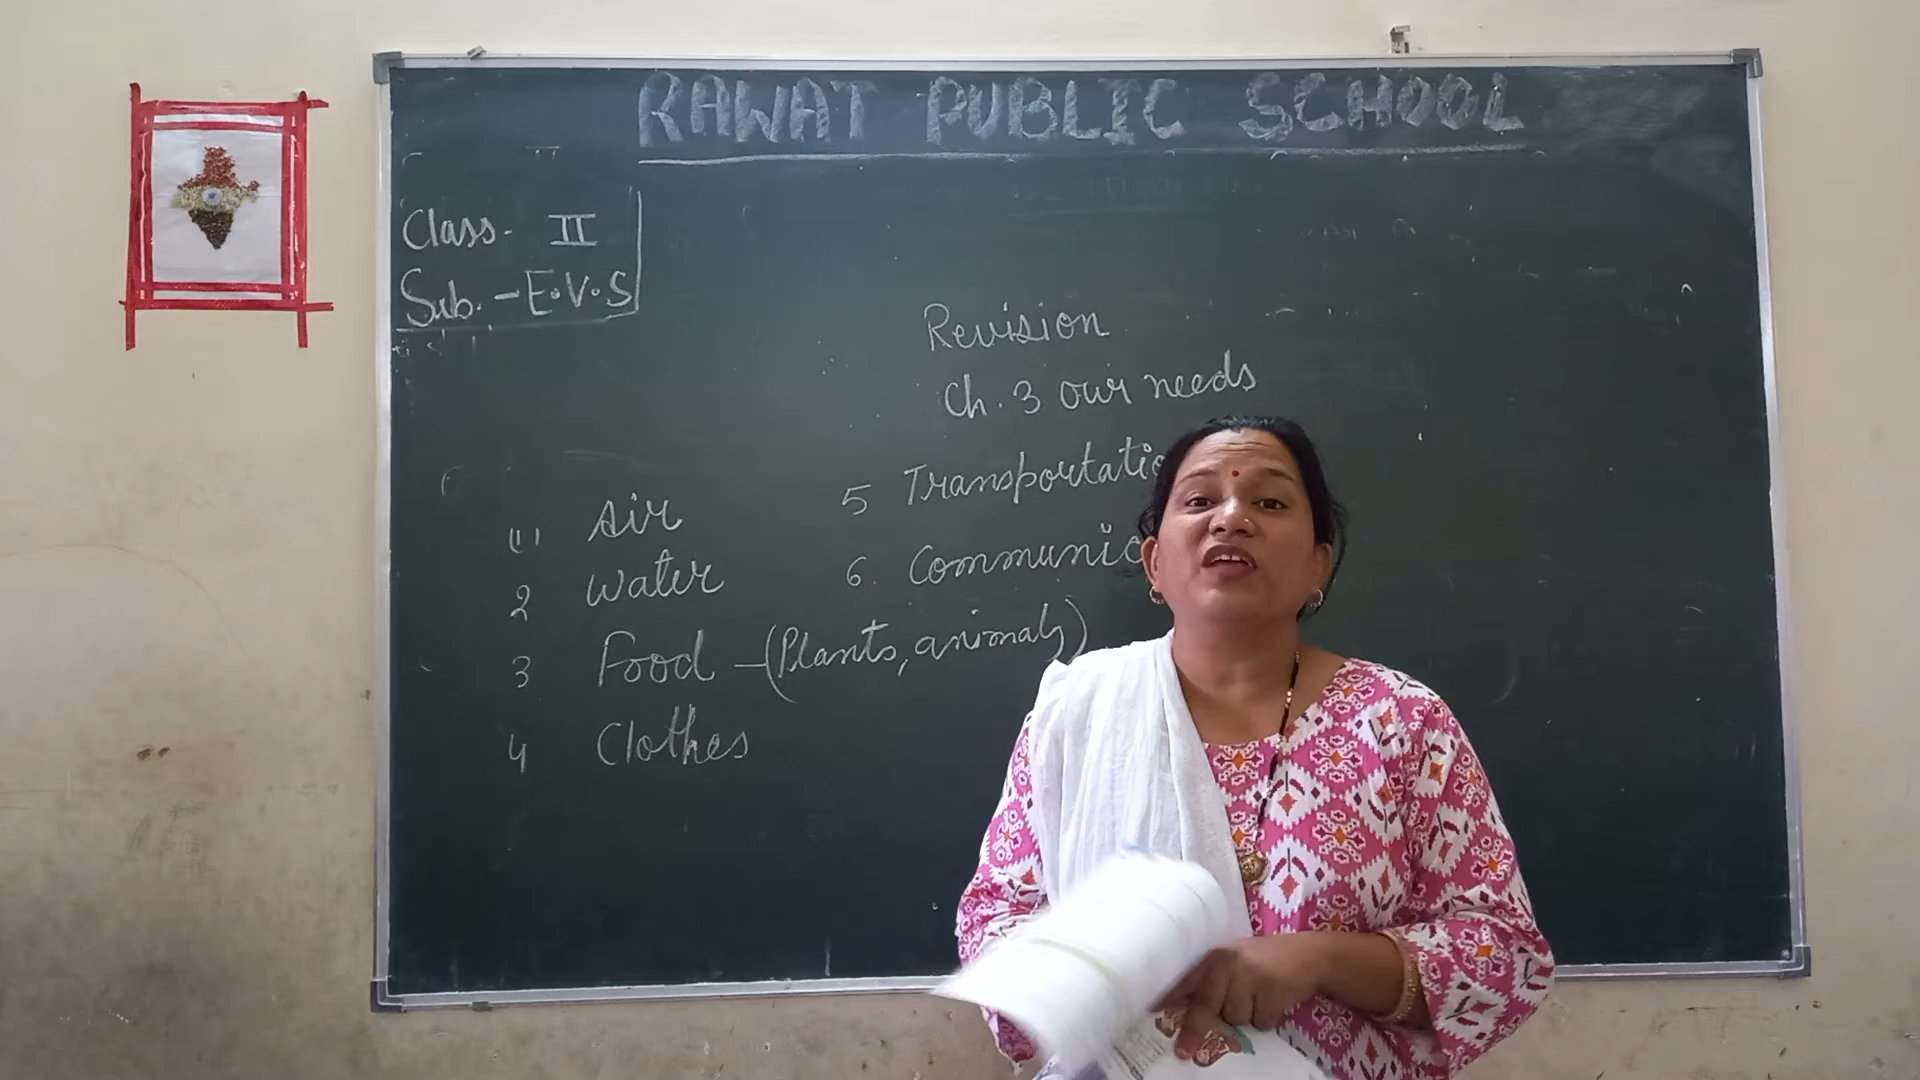 RAWAT PUBLIC SCHOOL
Class - II
Sub. - E.V.S
Revision
Ch. 3 our needs
(1) Air
2 Water
3 Food - (Plants, animals)
4 Clothes
5 Transportatio
6. Communic